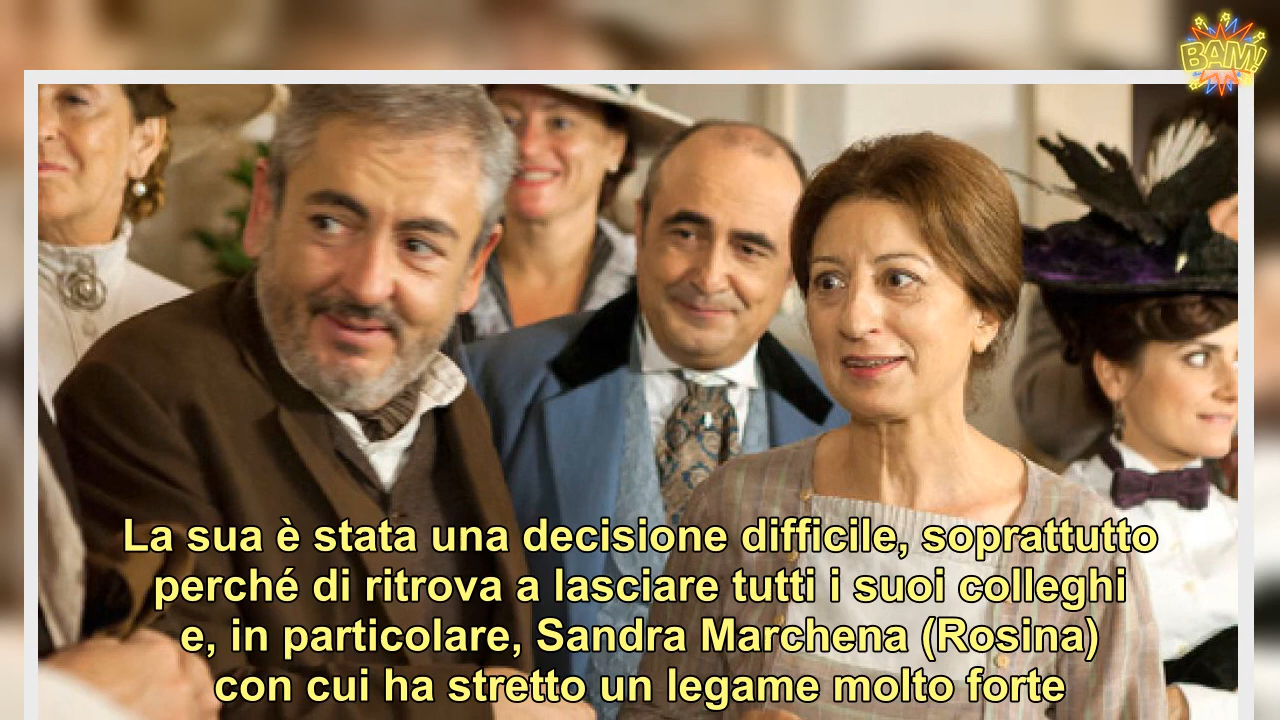 BAM!
La sua è stata una decisione difficile, soprattutto
perché di ritrova a lasciare tutti i suoi colleghi
e, in particolare, Sandra Marchena (Rosina)
con cui ha stretto un legame molto forte